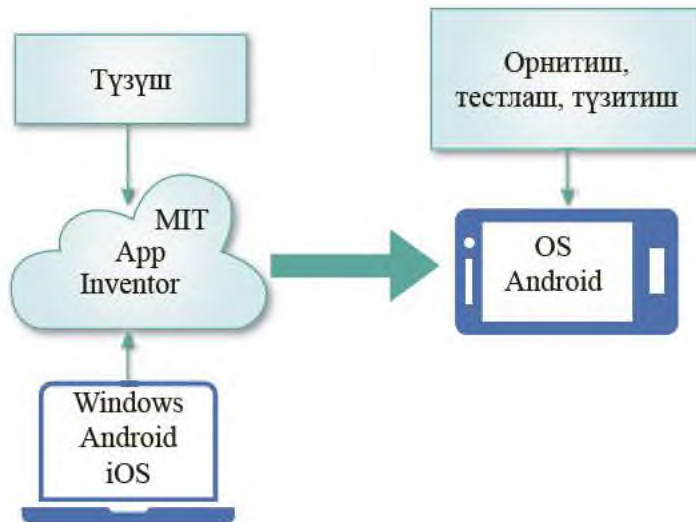 Түзүш
Орнитиш,
тестлаш, түзитиш
MIT
App
Inventor
OS
Android
Windows
Android
iOS